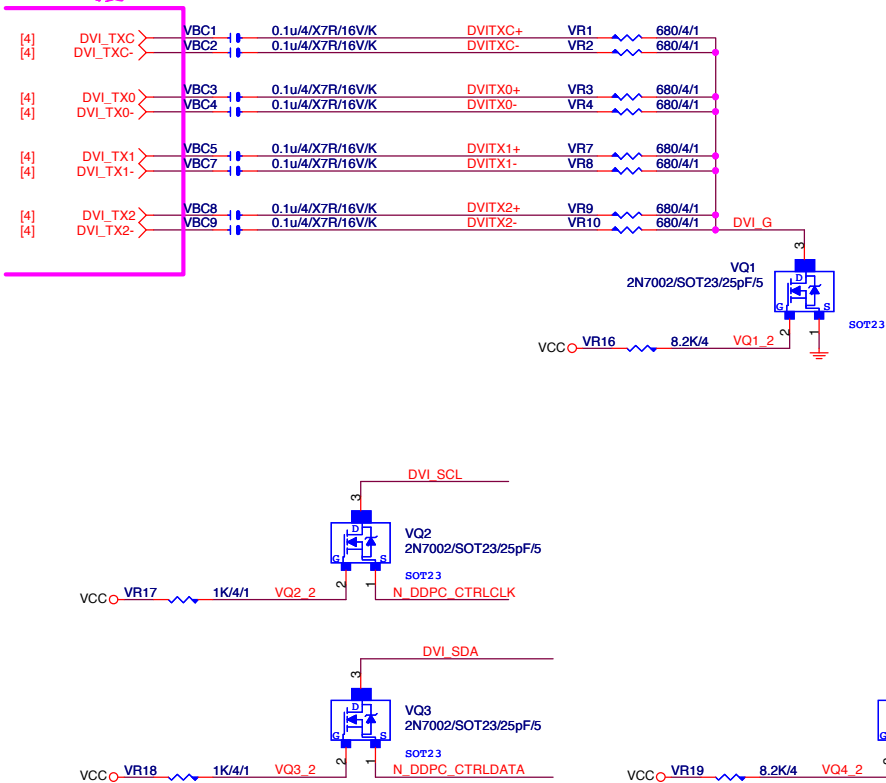 [4] DVI_TXC VBC1 0.1u/4/X7R/16V/K DVITXC+ VR1 680/4/1
[4] DVI_TXC- VBC2 0.1u/4/X7R/16V/K DVITXC- VR2 680/4/1
[4] DVI_TX0 VBC3 0.1u/4/X7R/16V/K DVITX0+ VR3 680/4/1
[4] DVI_TX0- VBC4 0.1u/4/X7R/16V/K DVITX0- VR4 680/4/1
[4] DVI_TX1 VBC5 0.1u/4/X7R/16V/K DVITX1+ VR7 680/4/1
[4] DVI_TX1- VBC7 0.1u/4/X7R/16V/K DVITX1- VR8 680/4/1
[4] DVI_TX2 VBC8 0.1u/4/X7R/16V/K DVITX2+ VR9 680/4/1
[4] DVI_TX2- VBC9 0.1u/4/X7R/16V/K DVITX2- VR10 680/4/1 DVI_G
3
VQ1
2N7002/SOT23/25pF/5
D
G S
SOT23
2 1
VCC VR16 8.2K/4 VQ1_2
DVI_SCL
3
VQ2
2N7002/SOT23/25pF/5
D
G S
SOT23
2 1
VCC VR17 1K/4/1 VQ2_2 N_DDPC_CTRLCLK
DVI_SDA
3
VQ3
2N7002/SOT23/25pF/5
D
G S
SOT23
2 1
VCC VR18 1K/4/1 VQ3_2 N_DDPC_CTRLDATA
G
VCC VR19 8.2K/4 VQ4_2